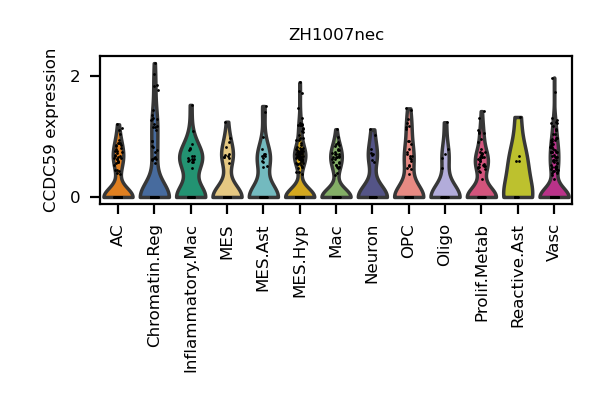 ZH1007nec
CCDC59 expression
2
0
AC
Chromatin.Reg
Inflammatory.Mac
MES
MES.Ast
MES.Hyp
Mac
Neuron
OPC
Oligo
Prolif.Metab
Reactive.Ast
Vasc